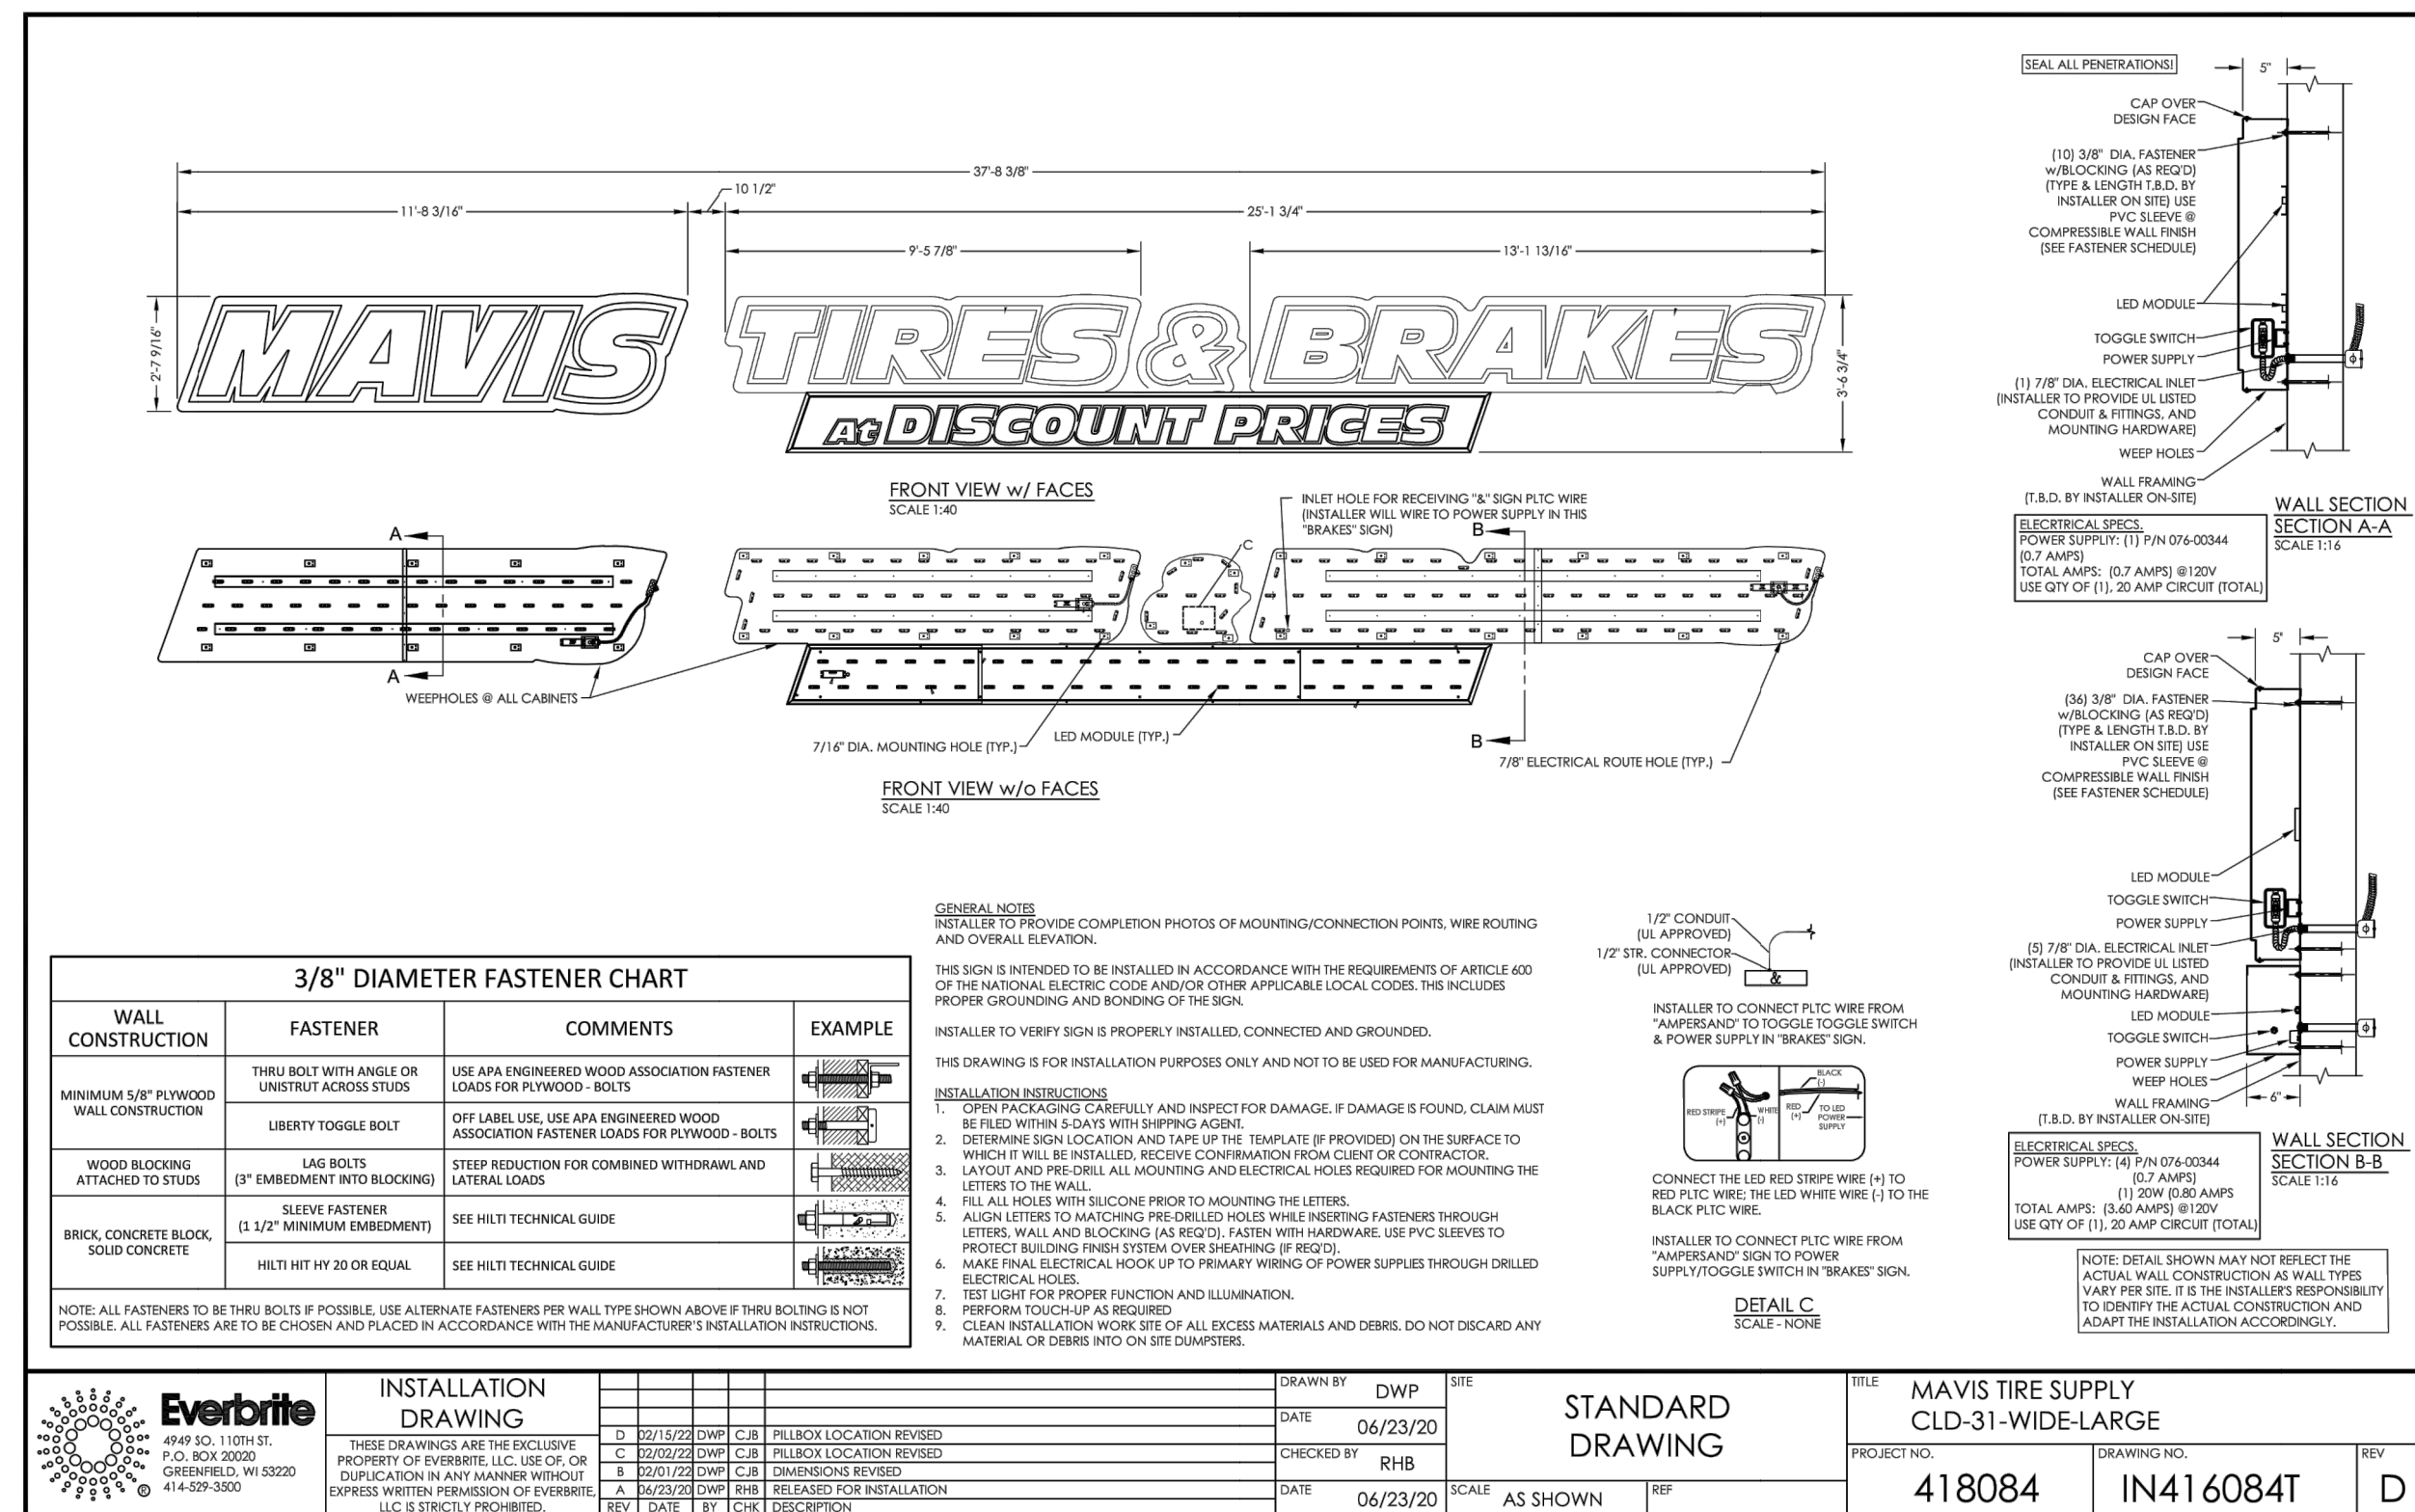 SEAL ALL PENETRATIONS!
5"
CAP OVER
DESIGN FACE
(10) 3/8" DIA. FASTENER
w/BLOCKING (AS REQ'D)
(TYPE & LENGTH T.B.D. BY
INSTALLER ON SITE) USE
PVC SLEEVE @
COMPRESSIBLE WALL FINISH
(SEE FASTENER SCHEDULE)
LED MODULE
TOGGLE SWITCH
POWER SUPPLY
(1) 7/8" DIA. ELECTRICAL INLET
(INSTALLER TO PROVIDE UL LISTED
CONDUIT & FITTINGS, AND
MOUNTING HARDWARE)
WEEP HOLES
WALL FRAMING
(T.B.D. BY INSTALLER ON-SITE)
WALL SECTION
SECTION A-A
SCALE 1:16
ELECRTRICAL SPECS.
POWER SUPPLIY: (1) P/N 076-00344
(0.7 AMPS)
TOTAL AMPS: (0.7 AMPS) @120V
USE QTY OF (1), 20 AMP CIRCUIT (TOTAL)
37'-8 3/8"
10 1/2"
11'-8 3/16"
25'-1 3/4"
9'-5 7/8"
13'-1 13/16"
2'-7 9/16"
MAVIS
TIRES & BRAKES
3'-6 3/4"
At DISCOUNT PRICES
FRONT VIEW w/ FACES
SCALE 1:40
INLET HOLE FOR RECEIVING "&" SIGN PLTC WIRE
(INSTALLER WILL WIRE TO POWER SUPPLY IN THIS
"BRAKES" SIGN)
B
A
C
A
WEEPHOLES @ ALL CABINETS
7/16" DIA. MOUNTING HOLE (TYP.)
LED MODULE (TYP.)
B
7/8" ELECTRICAL ROUTE HOLE (TYP.)
FRONT VIEW w/o FACES
SCALE 1:40
5"
CAP OVER
DESIGN FACE
(36) 3/8" DIA. FASTENER
w/BLOCKING (AS REQ'D)
(TYPE & LENGTH T.B.D. BY
INSTALLER ON SITE) USE
PVC SLEEVE @
COMPRESSIBLE WALL FINISH
(SEE FASTENER SCHEDULE)
LED MODULE
TOGGLE SWITCH
POWER SUPPLY
(5) 7/8" DIA. ELECTRICAL INLET
(INSTALLER TO PROVIDE UL LISTED
CONDUIT & FITTINGS, AND
MOUNTING HARDWARE)
LED MODULE
TOGGLE SWITCH
POWER SUPPLY
WEEP HOLES
WALL FRAMING
(T.B.D. BY INSTALLER ON-SITE)
6"
WALL SECTION
SECTION B-B
SCALE 1:16
ELECRTRICAL SPECS.
POWER SUPPLY: (4) P/N 076-00344
(0.7 AMPS)
(1) 20W (0.80 AMPS
TOTAL AMPS: (3.60 AMPS) @120V
USE QTY OF (1), 20 AMP CIRCUIT (TOTAL)
NOTE: DETAIL SHOWN MAY NOT REFLECT THE
ACTUAL WALL CONSTRUCTION AS WALL TYPES
VARY PER SITE. IT IS THE INSTALLER'S RESPONSIBILITY
TO IDENTIFY THE ACTUAL CONSTRUCTION AND
ADAPT THE INSTALLATION ACCORDINGLY.
3/8" DIAMETER FASTENER CHART
WALL
CONSTRUCTION
FASTENER
COMMENTS
EXAMPLE
MINIMUM 5/8" PLYWOOD
WALL CONSTRUCTION
THRU BOLT WITH ANGLE OR
UNISTRUT ACROSS STUDS
USE APA ENGINEERED WOOD ASSOCIATION FASTENER
LOADS FOR PLYWOOD - BOLTS
LIBERTY TOGGLE BOLT
OFF LABEL USE, USE APA ENGINEERED WOOD
ASSOCIATION FASTENER LOADS FOR PLYWOOD - BOLTS
WOOD BLOCKING
ATTACHED TO STUDS
LAG BOLTS
(3" EMBEDMENT INTO BLOCKING)
STEEP REDUCTION FOR COMBINED WITHDRAWL AND
LATERAL LOADS
BRICK, CONCRETE BLOCK,
SOLID CONCRETE
SLEEVE FASTENER
(1 1/2" MINIMUM EMBEDMENT)
SEE HILTI TECHNICAL GUIDE
HILTI HIT HY 20 OR EQUAL
SEE HILTI TECHNICAL GUIDE
NOTE: ALL FASTENERS TO BE THRU BOLTS IF POSSIBLE, USE ALTERNATE FASTENERS PER WALL TYPE SHOWN ABOVE IF THRU BOLTING IS NOT
POSSIBLE. ALL FASTENERS ARE TO BE CHOSEN AND PLACED IN ACCORDANCE WITH THE MANUFACTURER'S INSTALLATION INSTRUCTIONS.
GENERAL NOTES
INSTALLER TO PROVIDE COMPLETION PHOTOS OF MOUNTING/CONNECTION POINTS, WIRE ROUTING
AND OVERALL ELEVATION.
THIS SIGN IS INTENDED TO BE INSTALLED IN ACCORDANCE WITH THE REQUIREMENTS OF ARTICLE 600
OF THE NATIONAL ELECTRIC CODE AND/OR OTHER APPLICABLE LOCAL CODES. THIS INCLUDES
PROPER GROUNDING AND BONDING OF THE SIGN.
INSTALLER TO VERIFY SIGN IS PROPERLY INSTALLED, CONNECTED AND GROUNDED.
THIS DRAWING IS FOR INSTALLATION PURPOSES ONLY AND NOT TO BE USED FOR MANUFACTURING.
INSTALLATION INSTRUCTIONS
1. OPEN PACKAGING CAREFULLY AND INSPECT FOR DAMAGE. IF DAMAGE IS FOUND, CLAIM MUST
BE FILED WITHIN 5-DAYS WITH SHIPPING AGENT.
2. DETERMINE SIGN LOCATION AND TAPE UP THE TEMPLATE (IF PROVIDED) ON THE SURFACE TO
WHICH IT WILL BE INSTALLED, RECEIVE CONFIRMATION FROM CLIENT OR CONTRACTOR.
3. LAYOUT AND PRE-DRILL ALL MOUNTING AND ELECTRICAL HOLES REQUIRED FOR MOUNTING THE
LETTERS TO THE WALL.
4. FILL ALL HOLES WITH SILICONE PRIOR TO MOUNTING THE LETTERS.
5. ALIGN LETTERS TO MATCHING PRE-DRILLED HOLES WHILE INSERTING FASTENERS THROUGH
LETTERS, WALL AND BLOCKING (AS REQ'D). FASTEN WITH HARDWARE. USE PVC SLEEVES TO
PROTECT BUILDING FINISH SYSTEM OVER SHEATHING (IF REQ'D).
6. MAKE FINAL ELECTRICAL HOOK UP TO PRIMARY WIRING OF POWER SUPPLIES THROUGH DRILLED
ELECTRICAL HOLES.
7. TEST LIGHT FOR PROPER FUNCTION AND ILLUMINATION.
8. PERFORM TOUCH-UP AS REQUIRED
9. CLEAN INSTALLATION WORK SITE OF ALL EXCESS MATERIALS AND DEBRIS. DO NOT DISCARD ANY
MATERIAL OR DEBRIS INTO ON SITE DUMPSTERS.
1/2" CONDUIT
(UL APPROVED)
1/2" STR. CONNECTOR
(UL APPROVED)
&
INSTALLER TO CONNECT PLTC WIRE FROM
"AMPERSAND" TO TOGGLE TOGGLE SWITCH
& POWER SUPPLY IN "BRAKES" SIGN.
RED STRIPE
(+)
WHITE
(-)
BLACK
(-)
RED
(+)
TO LED
POWER
SUPPLY
CONNECT THE LED RED STRIPE WIRE (+) TO
RED PLTC WIRE; THE LED WHITE WIRE (-) TO THE
BLACK PLTC WIRE.
INSTALLER TO CONNECT PLTC WIRE FROM
"AMPERSAND" SIGN TO POWER
SUPPLY/TOGGLE SWITCH IN "BRAKES" SIGN.
DETAIL C
SCALE - NONE
Everbrite
4949 SO. 110TH ST.
P.O. BOX 20020
GREENFIELD, WI 53220
414-529-3500
®
INSTALLATION
DRAWING
THESE DRAWINGS ARE THE EXCLUSIVE
PROPERTY OF EVERBRITE, LLC. USE OF, OR
DUPLICATION IN ANY MANNER WITHOUT
EXPRESS WRITTEN PERMISSION OF EVERBRITE,
LLC IS STRICTLY PROHIBITED.
D 02/15/22 DWP CJB PILLBOX LOCATION REVISED
C 02/02/22 DWP CJB PILLBOX LOCATION REVISED
B 02/01/22 DWP CJB DIMENSIONS REVISED
A 06/23/20 DWP RHB RELEASED FOR INSTALLATION
REV DATE BY CHK DESCRIPTION
DRAWN BY DWP
DATE 06/23/20
CHECKED BY RHB
DATE 06/23/20
SITE
STANDARD
DRAWING
SCALE AS SHOWN
REF
TITLE MAVIS TIRE SUPPLY
CLD-31-WIDE-LARGE
PROJECT NO.
418084
DRAWING NO.
IN416084T
REV
D